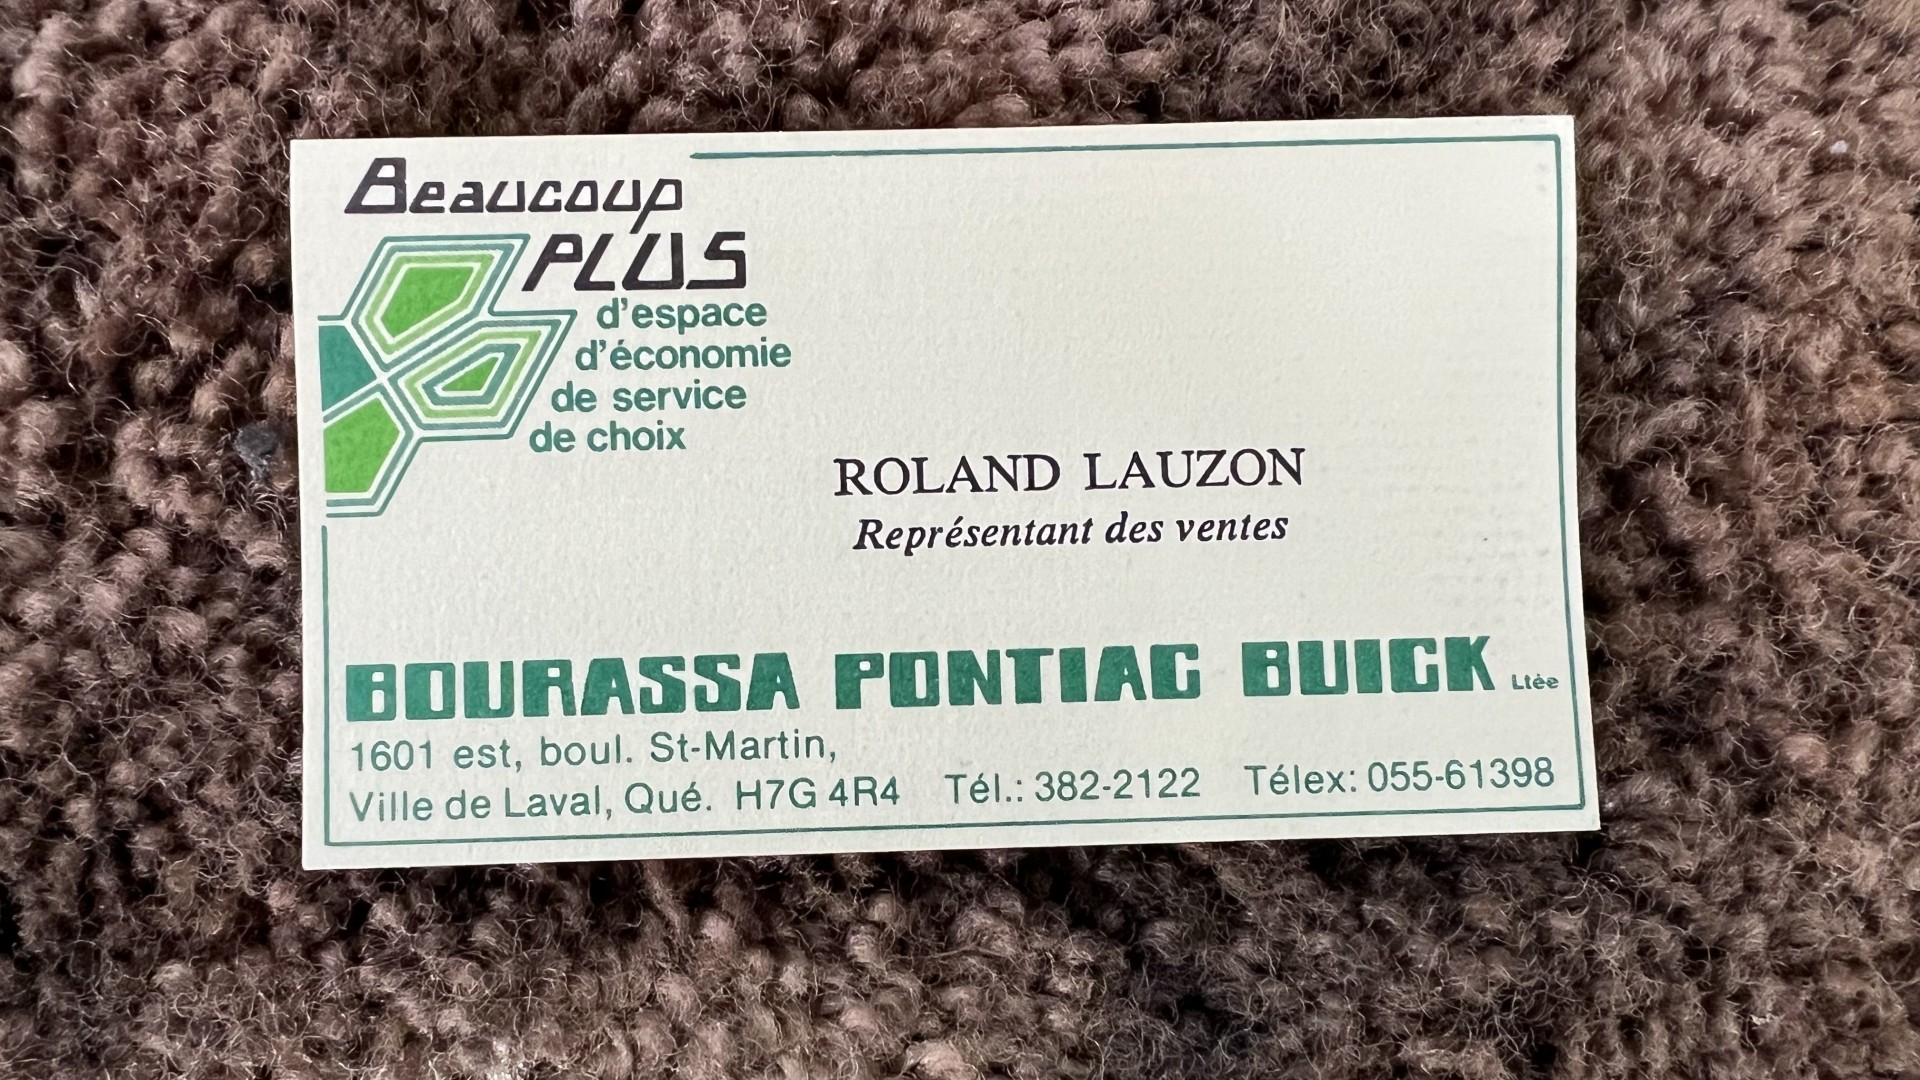 Beaucoup
PLUS
d'espace
d'économie
de service
de choix
ROLAND LAUZON
Représentant des ventes
BOURASSA PONTIAC BUICK Ltée
1601 est, boul. St-Martin,
Ville de Laval, Qué. H7G 4R4 Tél.: 382-2122 Télex: 055-61398